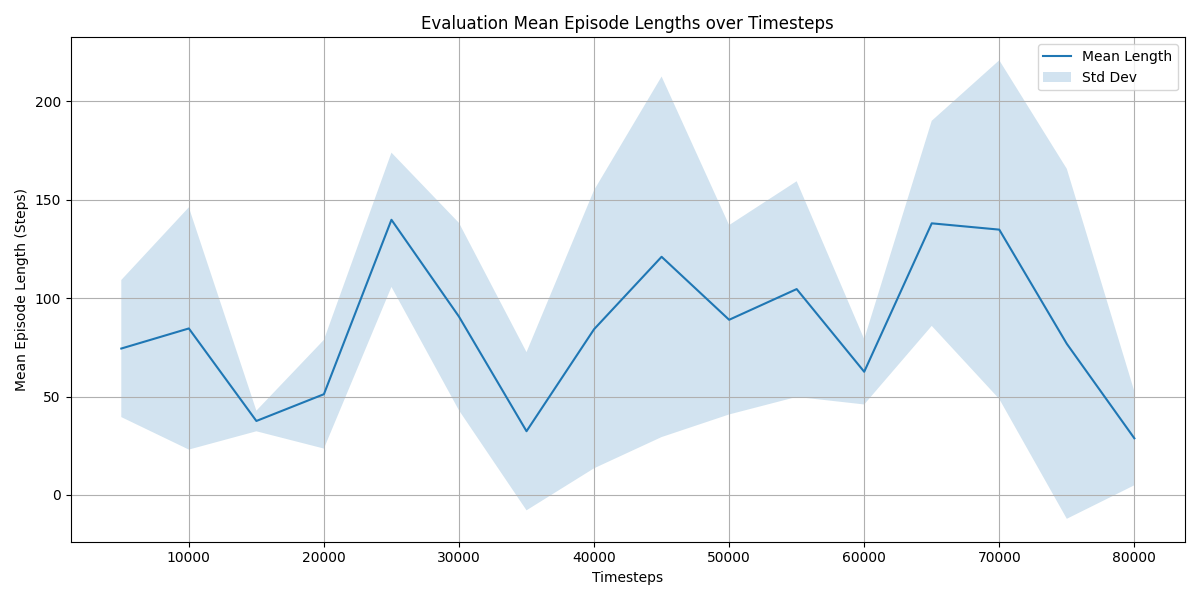 Evaluation Mean Episode Lengths over Timesteps
Mean Length
Std Dev
Mean Episode Length (Steps)
200
150
100
50
0
10000 20000 30000 40000 50000 60000 70000 80000
Timesteps